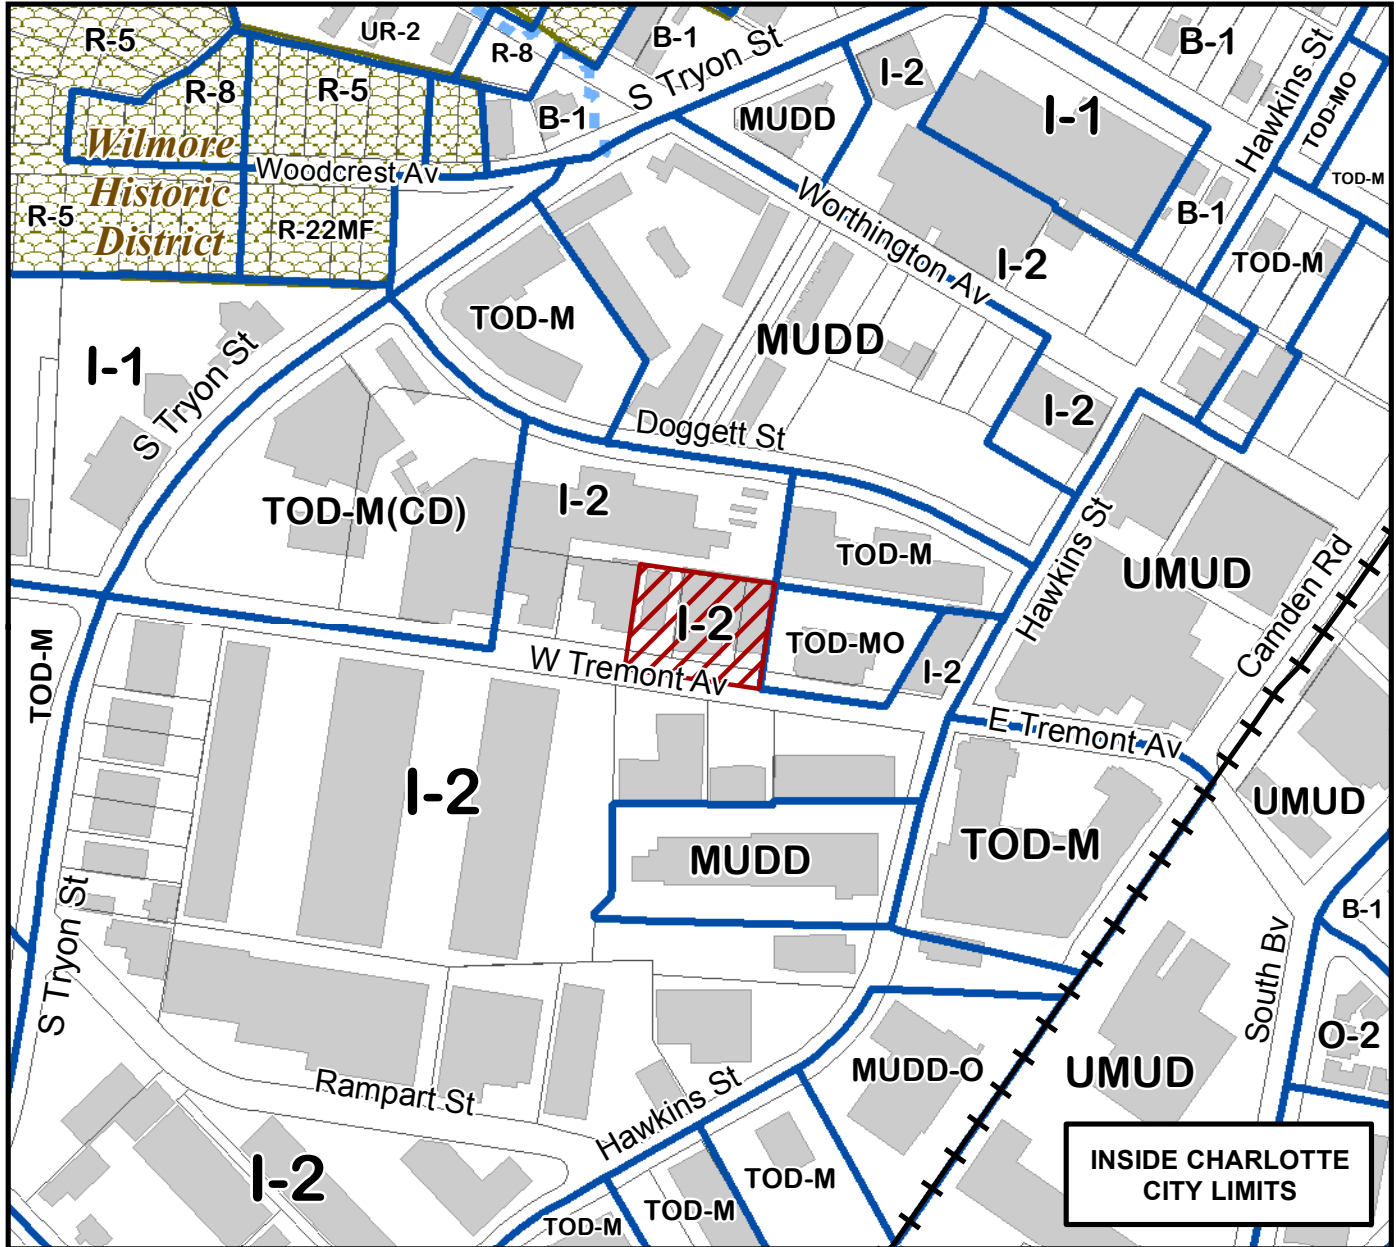 R-5
UR-2
R-8
B-1
S Tryon St
I-2
B-1
Hawkins St
TOD-MO
R-8
R-5
B-1
MUDD
I-1
Wilmore
Historic
District
Woodcrest Av
TOD-M
R-5
R-22MF
Worthington Av
B-1
I-2
TOD-M
TOD-M
MUDD
I-1
S Tryon St
I-2
Doggett St
TOD-M(CD)
I-2
TOD-M
Hawkins St
UMUD
Camden Rd
I-2
TOD-MO
I-2
W Tremont Av
TOD-M
E Tremont Av
I-2
UMUD
MUDD
TOD-M
B-1
S Tryon St
South Bv
O-2
Rampart St
Hawkins St
MUDD-O
UMUD
I-2
TOD-M
TOD-M
TOD-M
INSIDE CHARLOTTE
CITY LIMITS